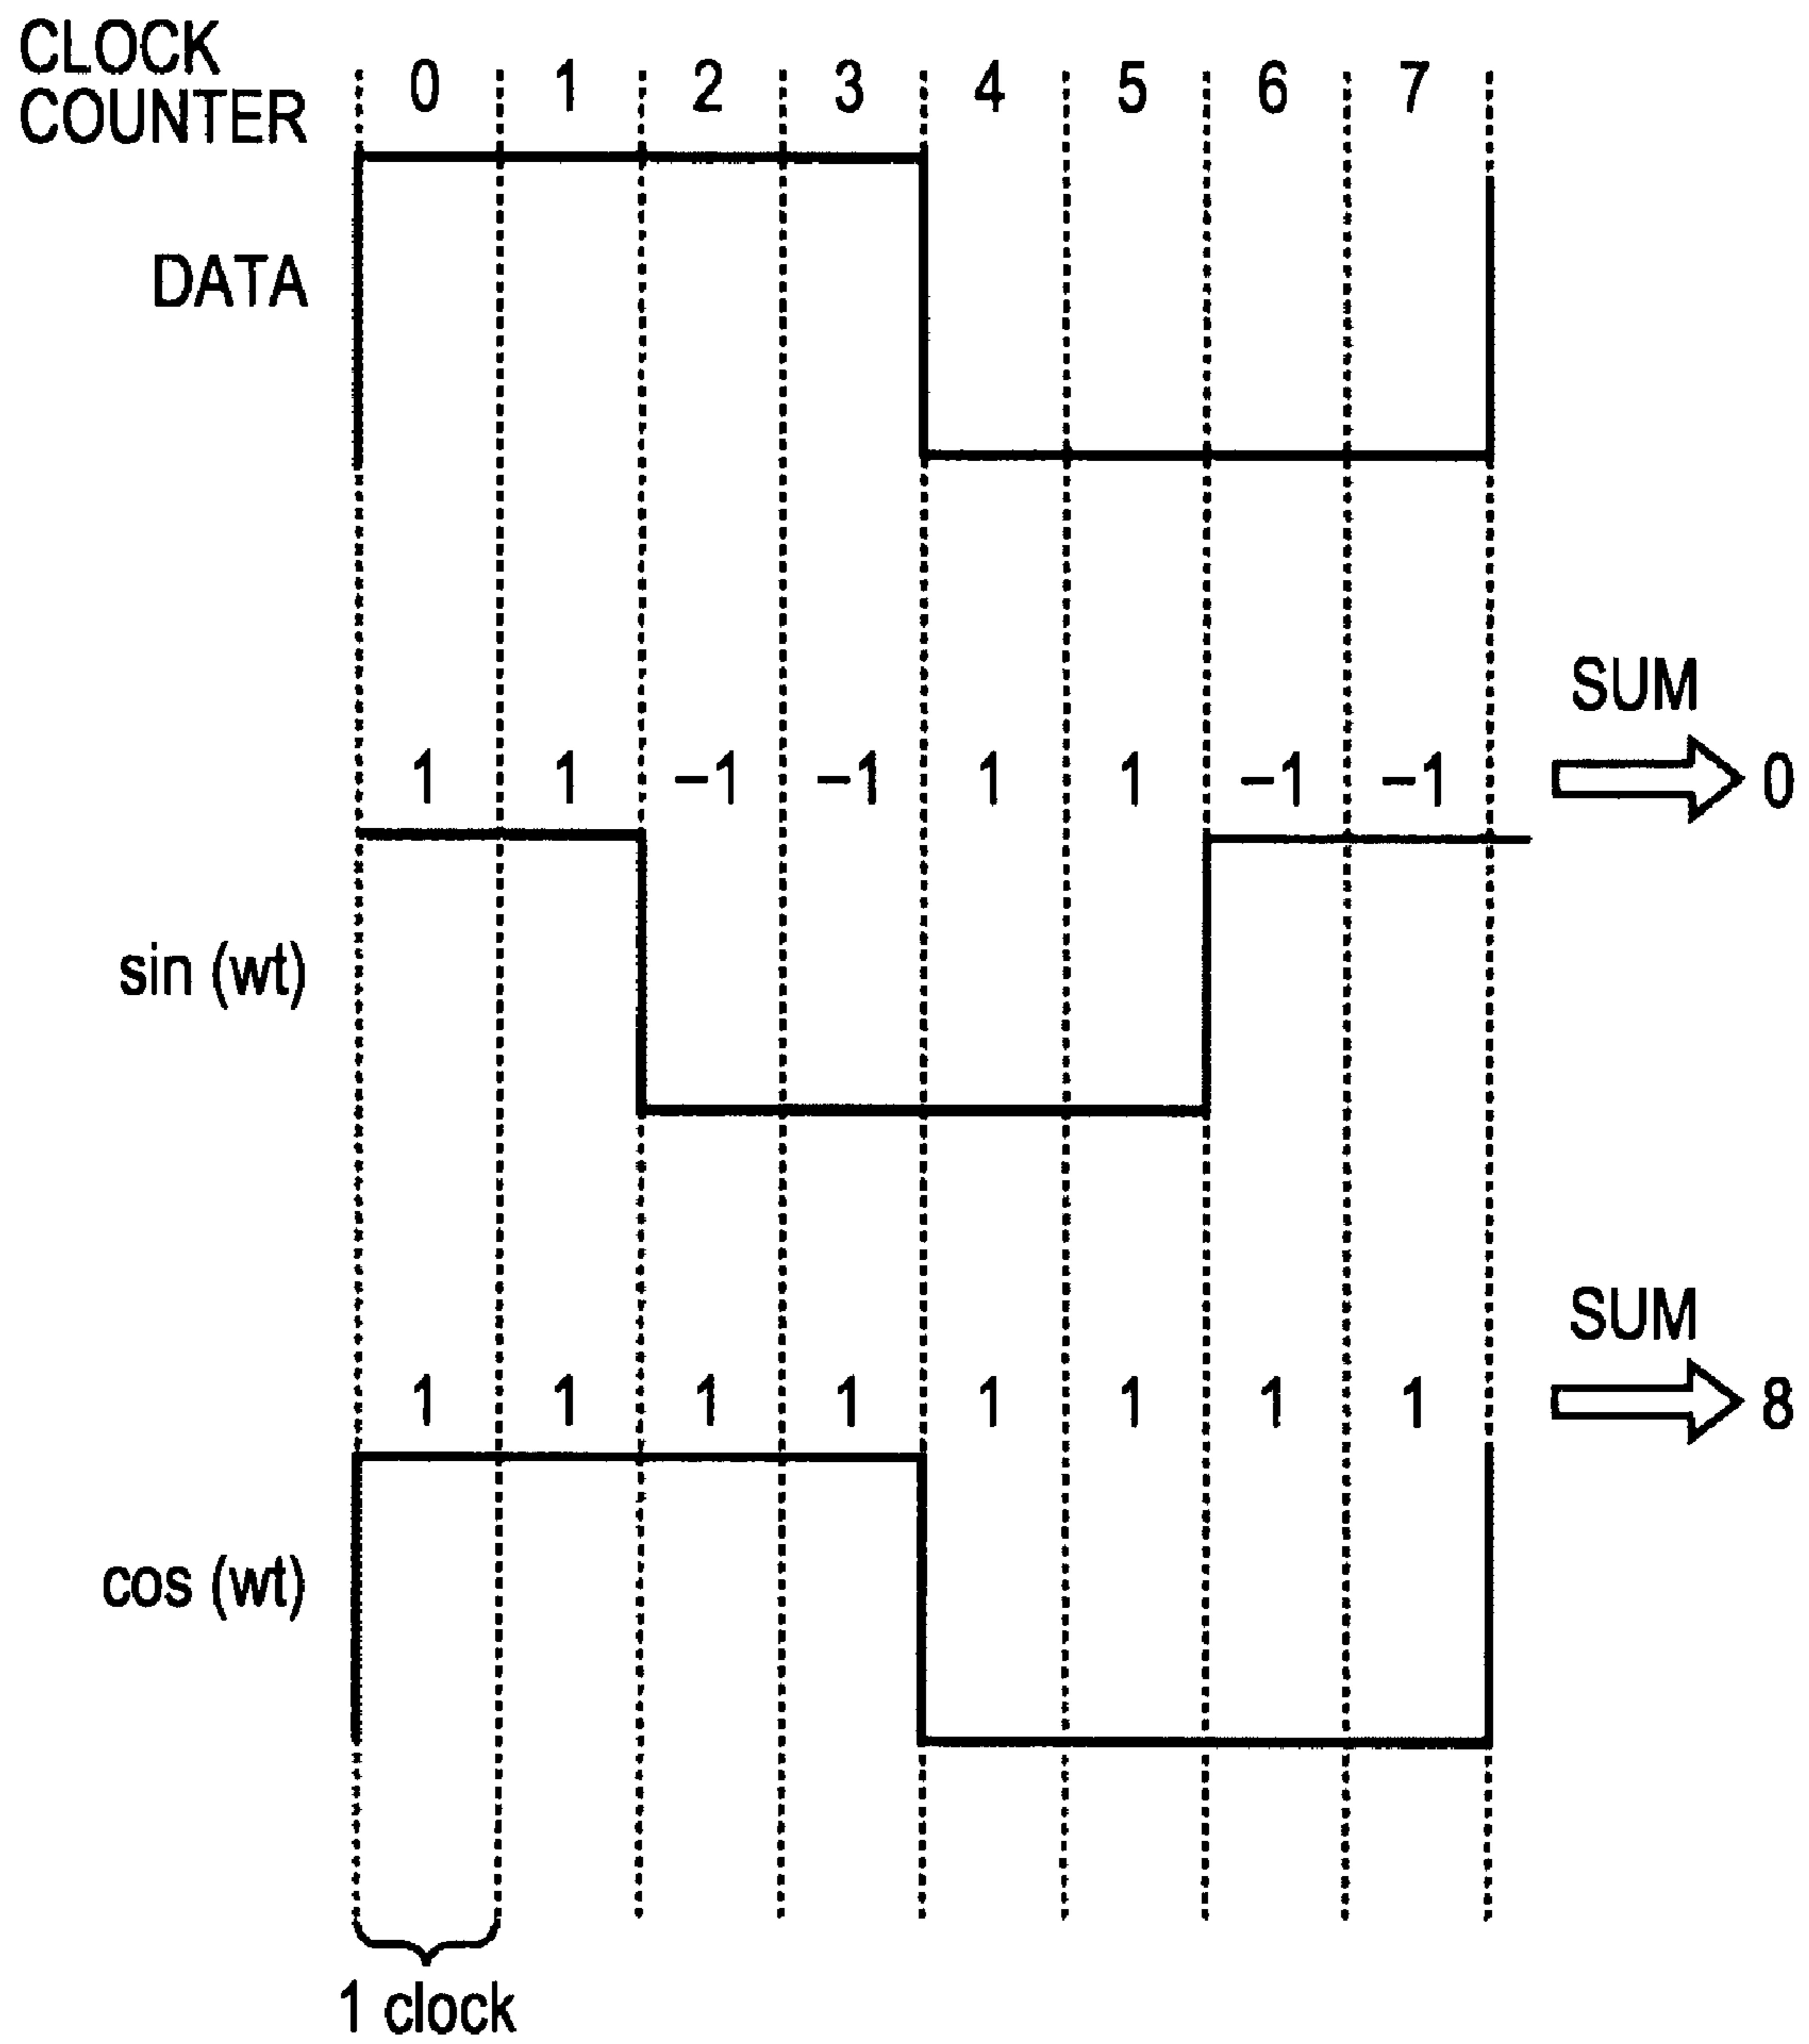 CLOCK
COUNTER 0 1 2 3 4 5 6 7
DATA
SUM
1 1 –1 –1 1 1 –1 –1 0
sin (wt)
SUM
1 1 1 1 1 1 1 1 8
cos (wt)
1 clock